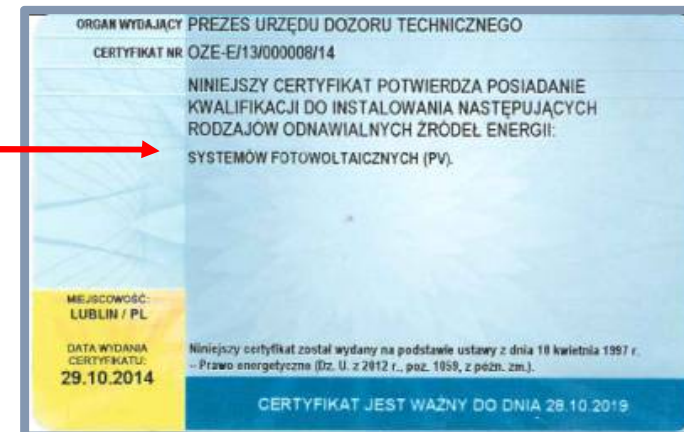 ORGAN WYDAJĄCY PREZES URZĘDU DOZORU TECHNICZNEGO
CERTYFIKAT NR OZE-E/13/000008/14
NINIEJSZY CERTYFIKAT POTWIERDZA POSIADANIE
KWALIFIKACJI DO INSTALOWANIA NASTĘPUJĄCYCH
RODZAJÓW ODNAWIALNYCH ŹRÓDEŁ ENERGII:
SYSTEMÓW FOTOWOLTAICZNYCH (PV).
MIEJSCOWOŚĆ:
LUBLIN / PL
DATA WYDANIA
CERTYFIKATU:
29.10.2014
Niniejszy certyfikat został wydany na podstawie ustawy z dnia 10 kwietnia 1997 r.
– Prawo energetyczne (Dz. U. z 2012 r., poz. 1059, z późn. zm.).
CERTYFIKAT JEST WAŻNY DO DNIA 28.10.2019